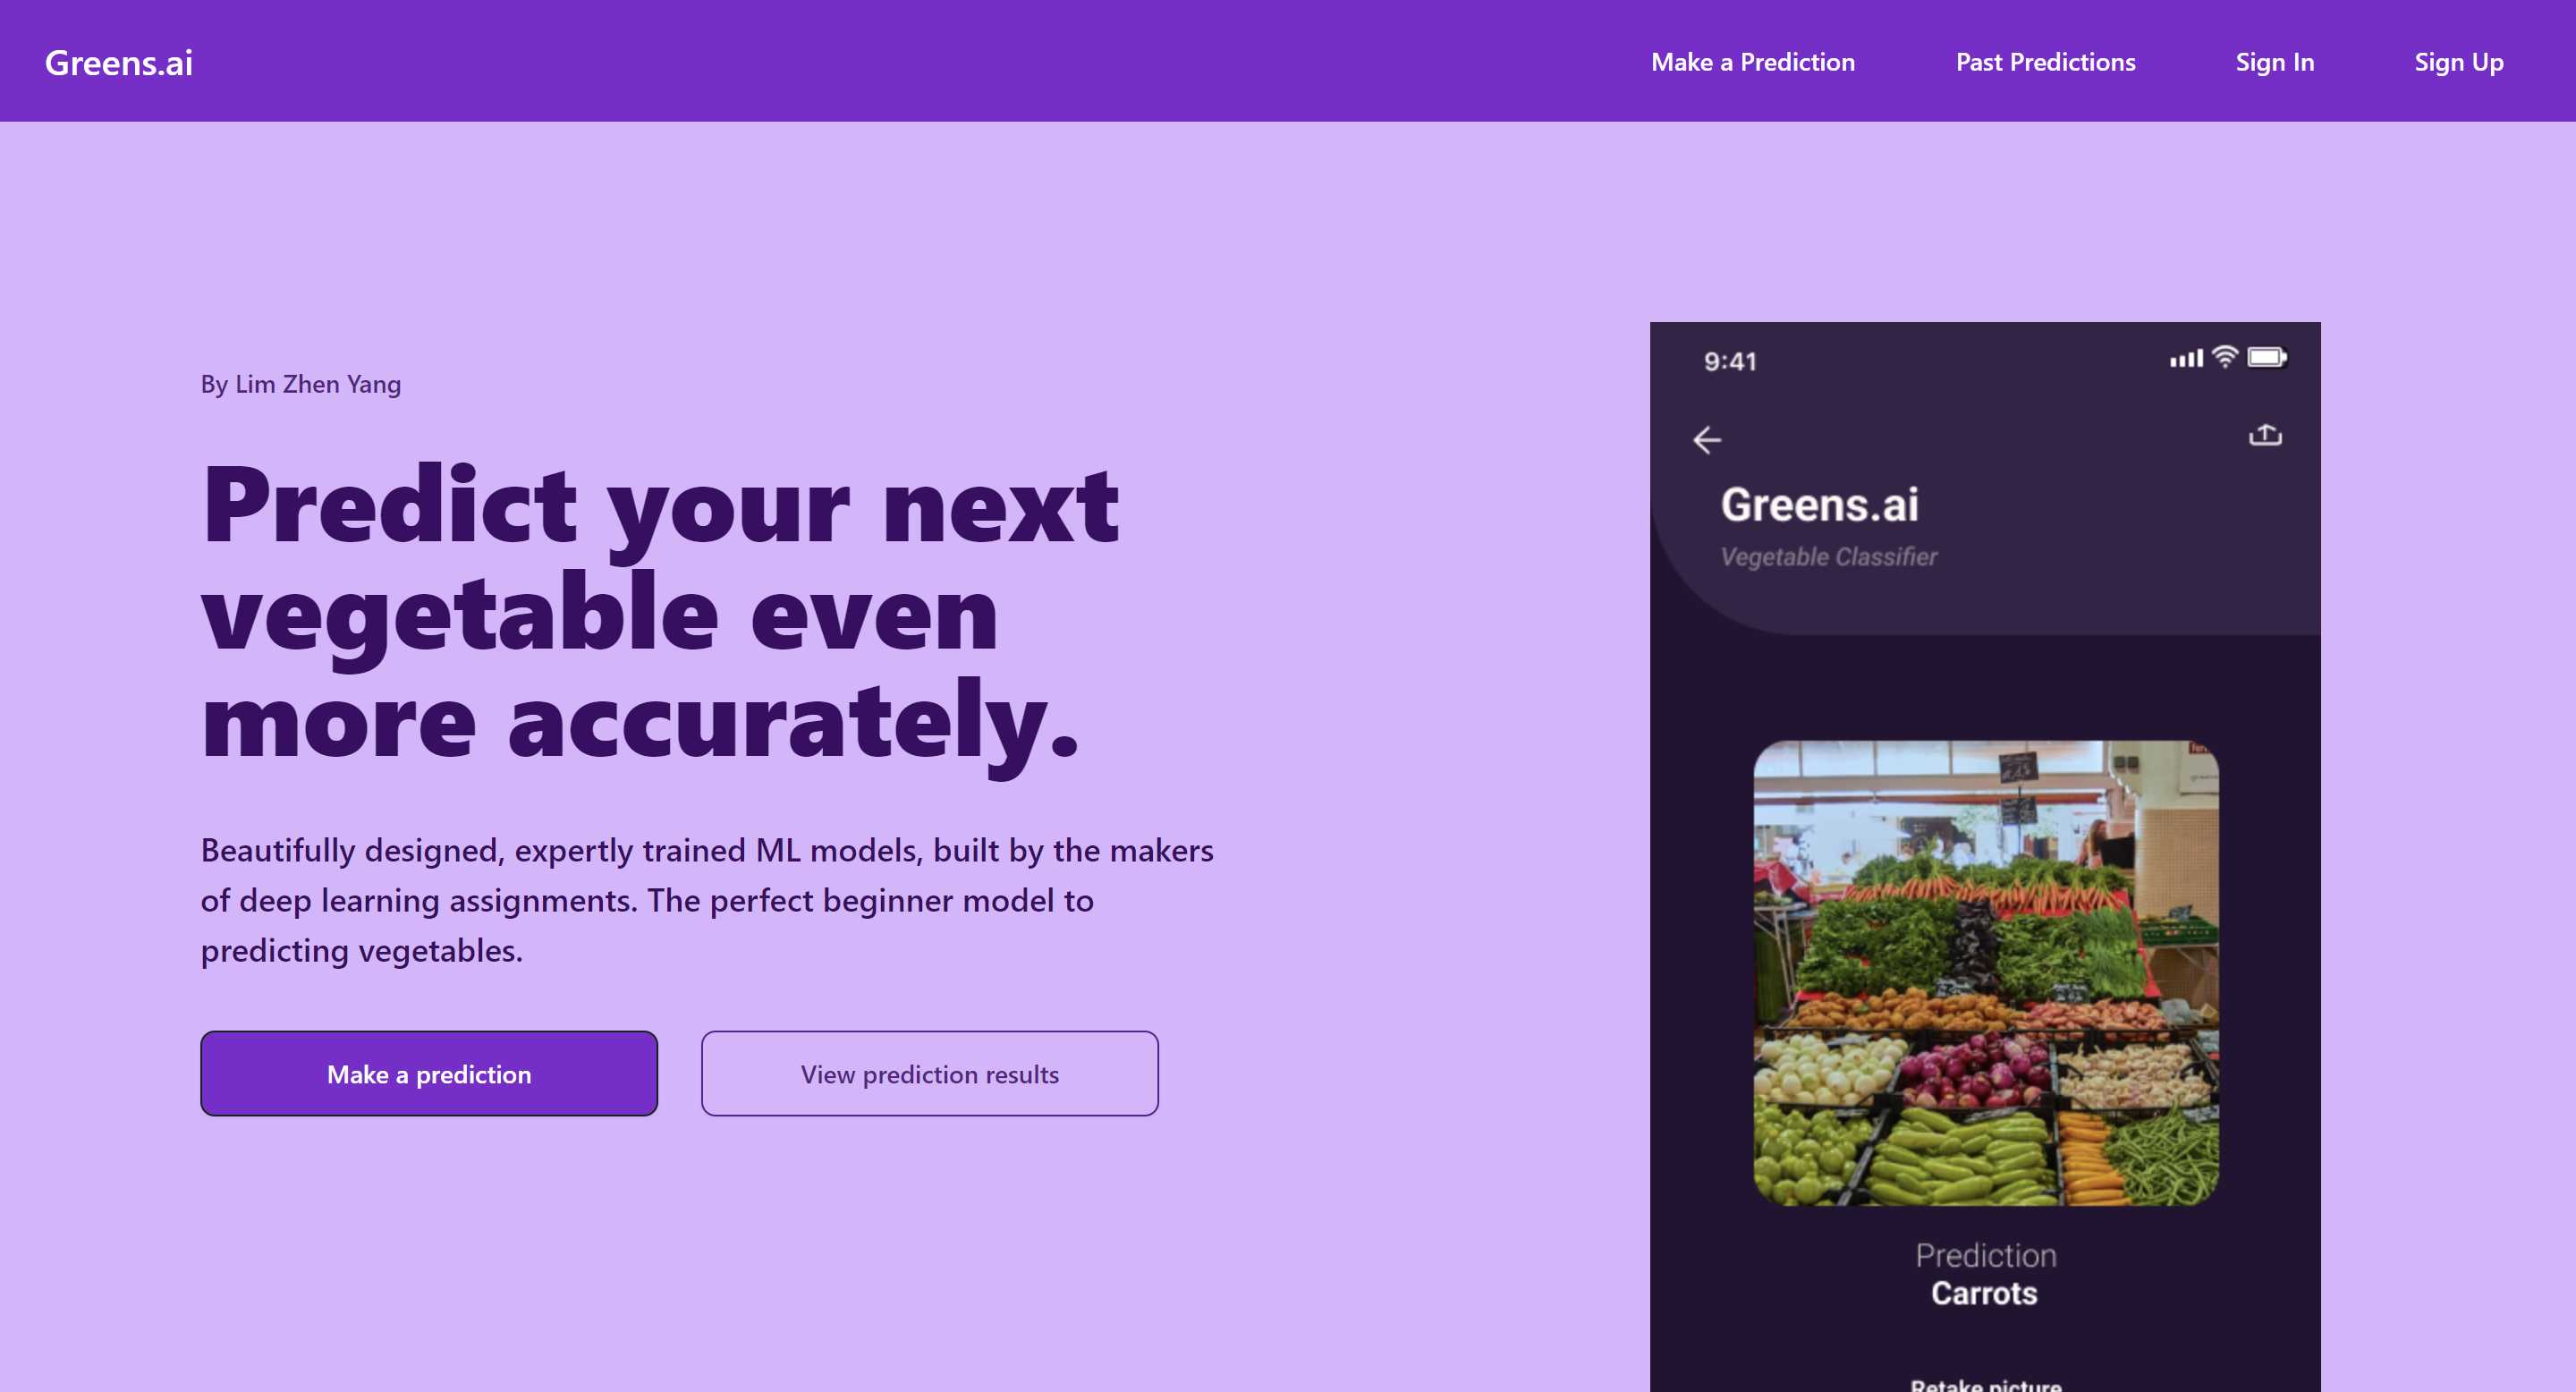 Greens.ai
Make a Prediction
Past Predictions
Sign In
Sign Up
By Lim Zhen Yang
Predict your next
vegetable even
more accurately.
Beautifully designed, expertly trained ML models, built by the makers
of deep learning assignments. The perfect beginner model to
predicting vegetables.
Make a prediction
View prediction results
9:41
Greens.ai
Vegetable Classifier
Prediction
Carrots
Retake picture